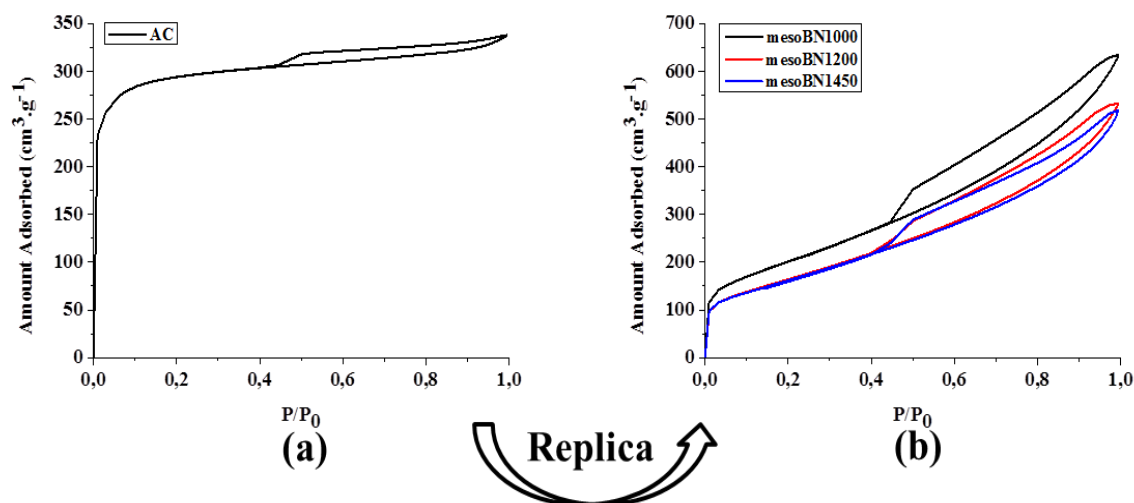 350
300
250
200
150
100
50
0
Amount Adsorbed (cm³.g⁻¹)
AC
0,0 0,2 0,4 0,6 0,8 1,0
P/P₀
(a)
700
600
500
400
300
200
100
0
Amount Adsorbed (cm³.g⁻¹)
mesoBN1000
mesoBN1200
mesoBN1450
0,0 0,2 0,4 0,6 0,8 1,0
P/P₀
(b)
Replica